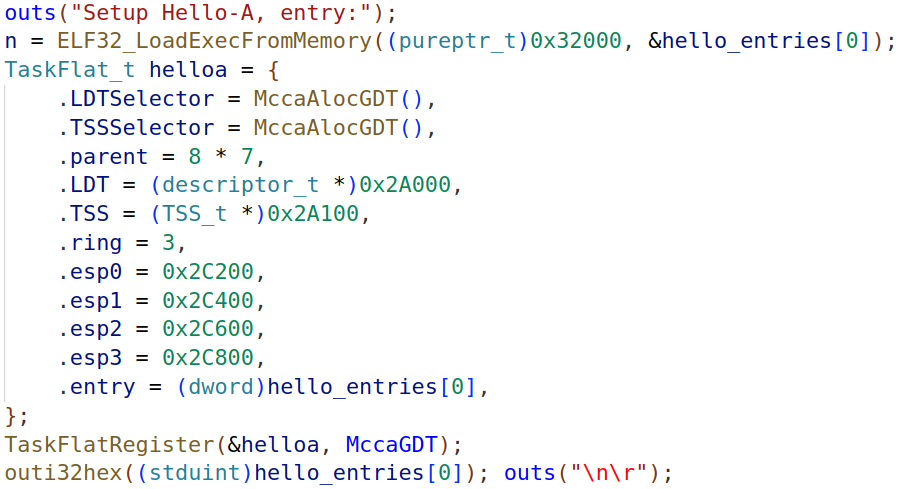 outs("Setup Hello-A, entry:");
n = ELF32_LoadExecFromMemory((pureptr_t)0x32000, &hello_entries[0]);
TaskFlat_t helloa = {
    .LDTSelector = MccaAlocGDT(),
    .TSSSelector = MccaAlocGDT(),
    .parent = 8 * 7,
    .LDT = (descriptor_t *)0x2A000,
    .TSS = (TSS_t *)0x2A100,
    .ring = 3,
    .esp0 = 0x2C200,
    .esp1 = 0x2C400,
    .esp2 = 0x2C600,
    .esp3 = 0x2C800,
    .entry = (dword)hello_entries[0],
};
TaskFlatRegister(&helloa, MccaGDT);
outi32hex((stduint)hello_entries[0]); outs("\n\r");